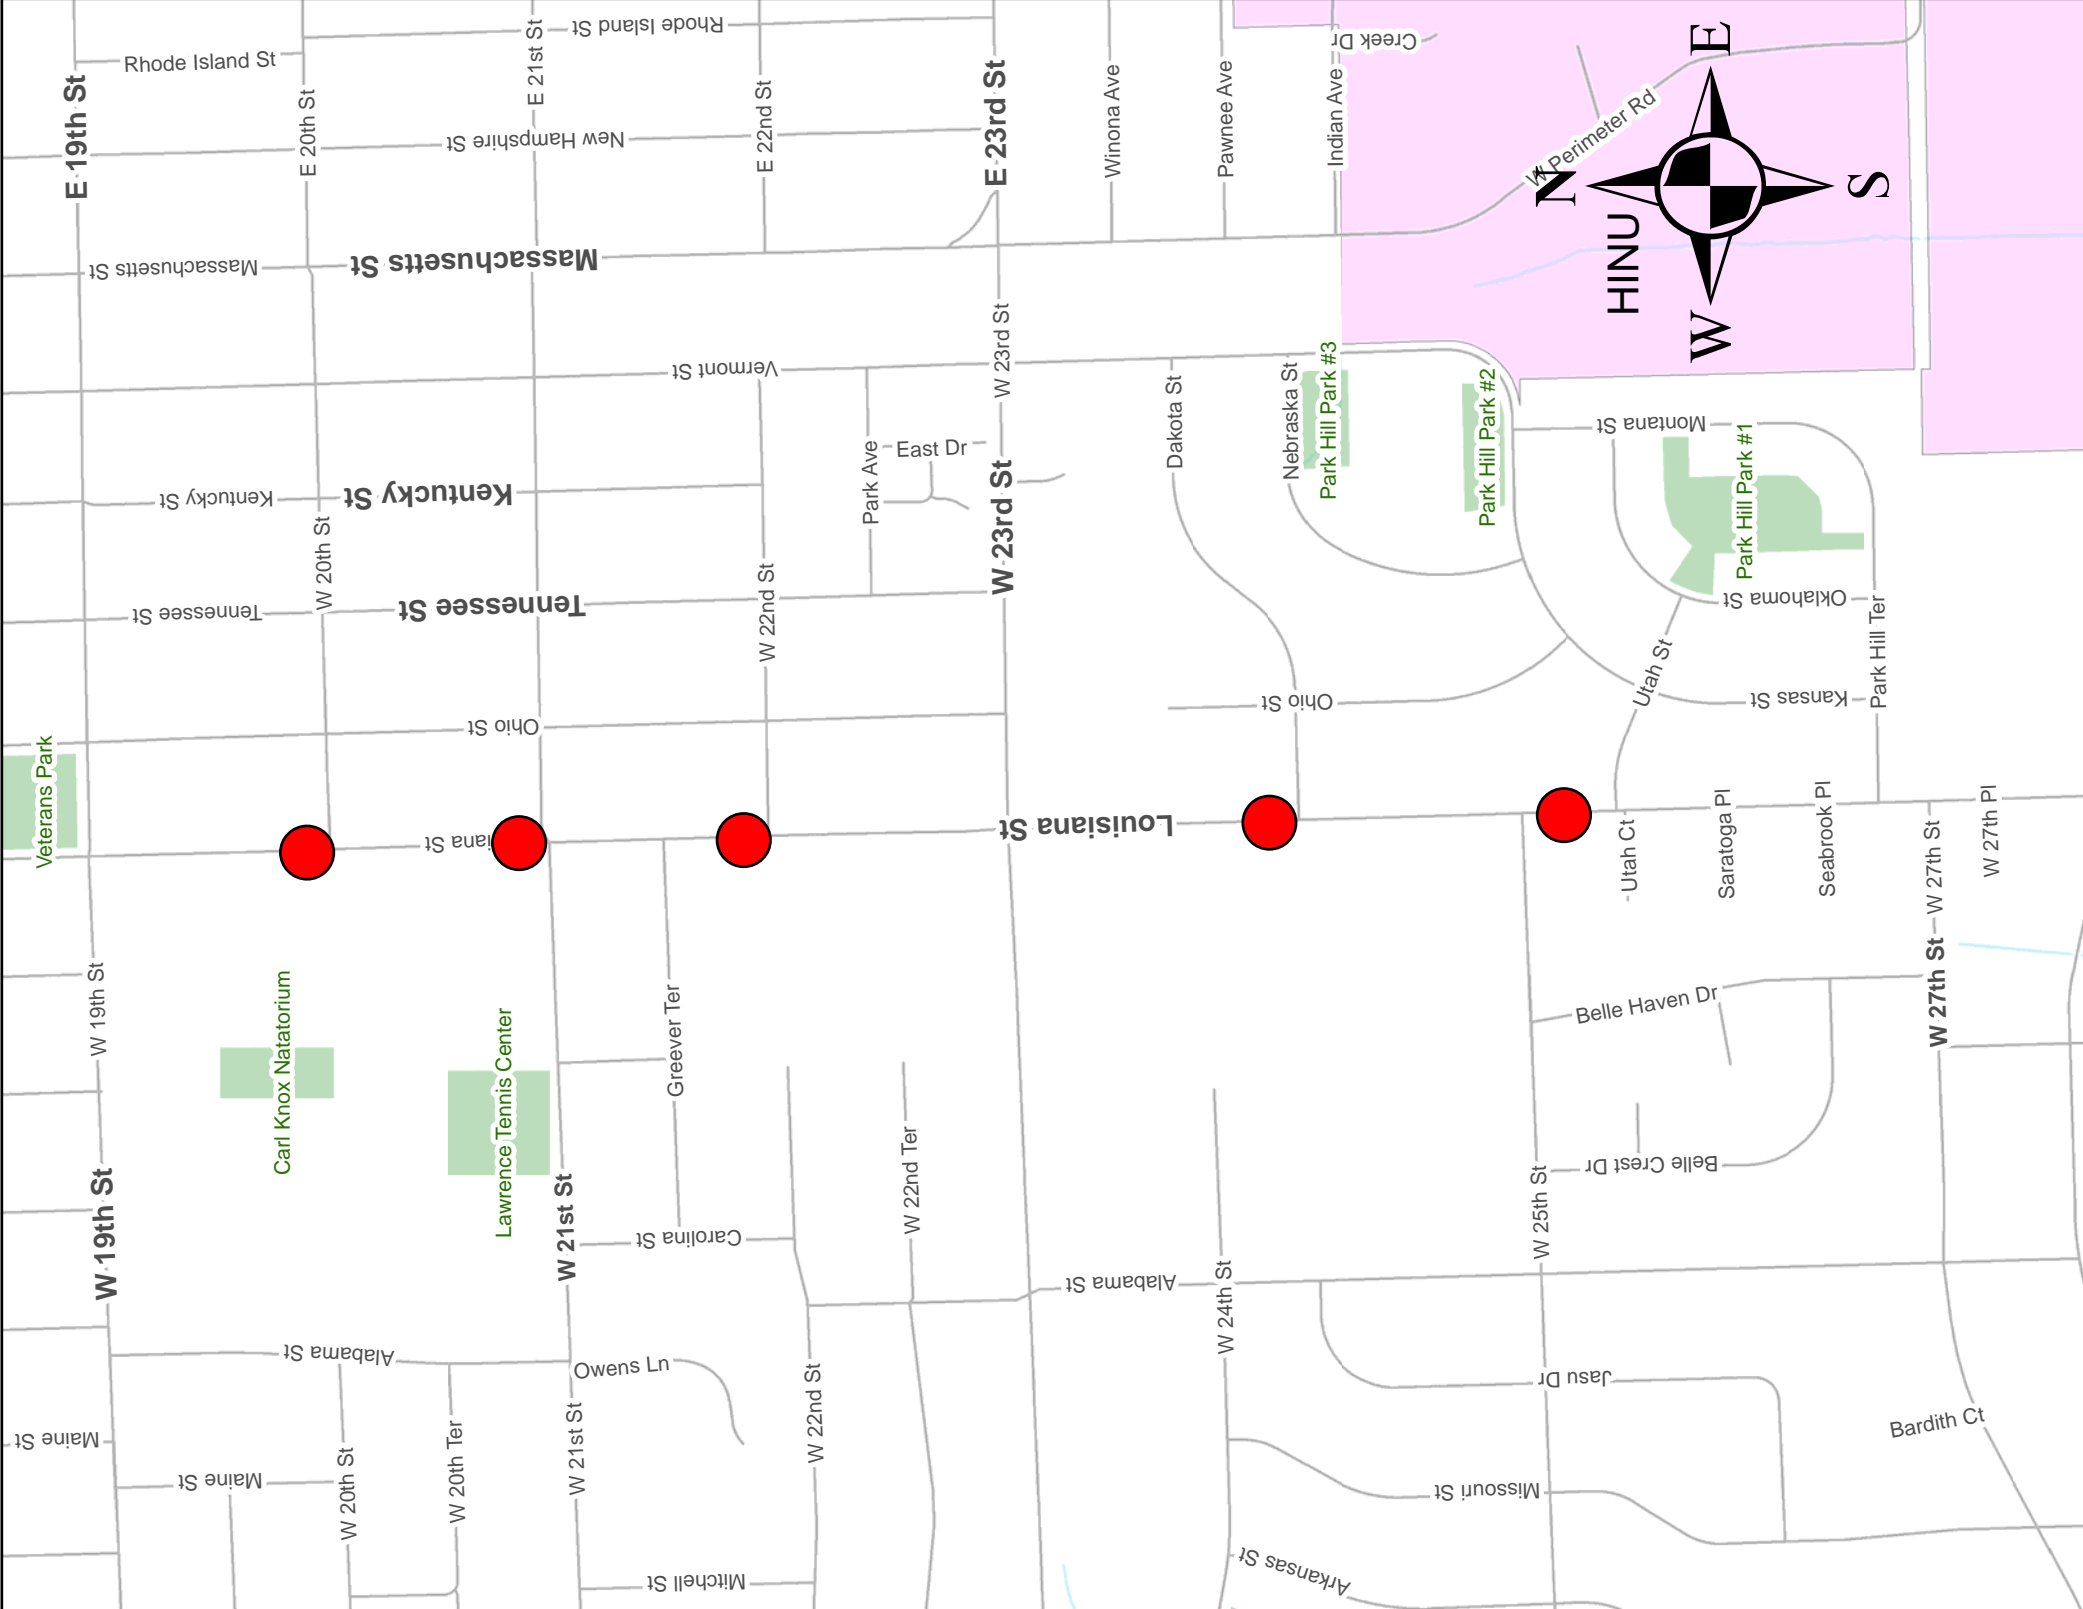 Rhode Island St
Rhode Island St
E 19th St
E 20th St
E 21st St
New Hampshire St
E 22nd St
E 23rd St
Winona Ave
Pawnee Ave
Indian Ave
Creek Dr
W Perimeter Rd
E
N
S
W
HINU
Massachusetts St
Massachusetts St
Vermont St
W 23rd St
Dakota St
Nebraska St
Park Hill Park #3
Park Hill Park #2
Montana St
Park Hill Park #1
Kentucky St
Kentucky St
Park Ave
East Dr
W 23rd St
W 20th St
Tennessee St
Tennessee St
W 22nd St
Oklahoma St
Utah St
Park Hill Ter
Ohio St
Ohio St
Kansas St
Veterans Park
iana St
Louisiana St
Utah Ct
Saratoga Pl
Seabrook Pl
W 27th St
W 27th Pl
W 19th St
Carl Knox Natatorium
Lawrence Tennis Center
Greever Ter
Belle Haven Dr
W 27th St
W 19th St
W 21st St
Carolina St
W 22nd Ter
Belle Crest Dr
W 25th St
Alabama St
W 24th St
Alabama St
Owens Ln
W 22nd St
Jasu Dr
Bardith Ct
Maine St
Maine St
W 20th St
W 20th Ter
W 21st St
Missouri St
Mitchell St
Arkansas St